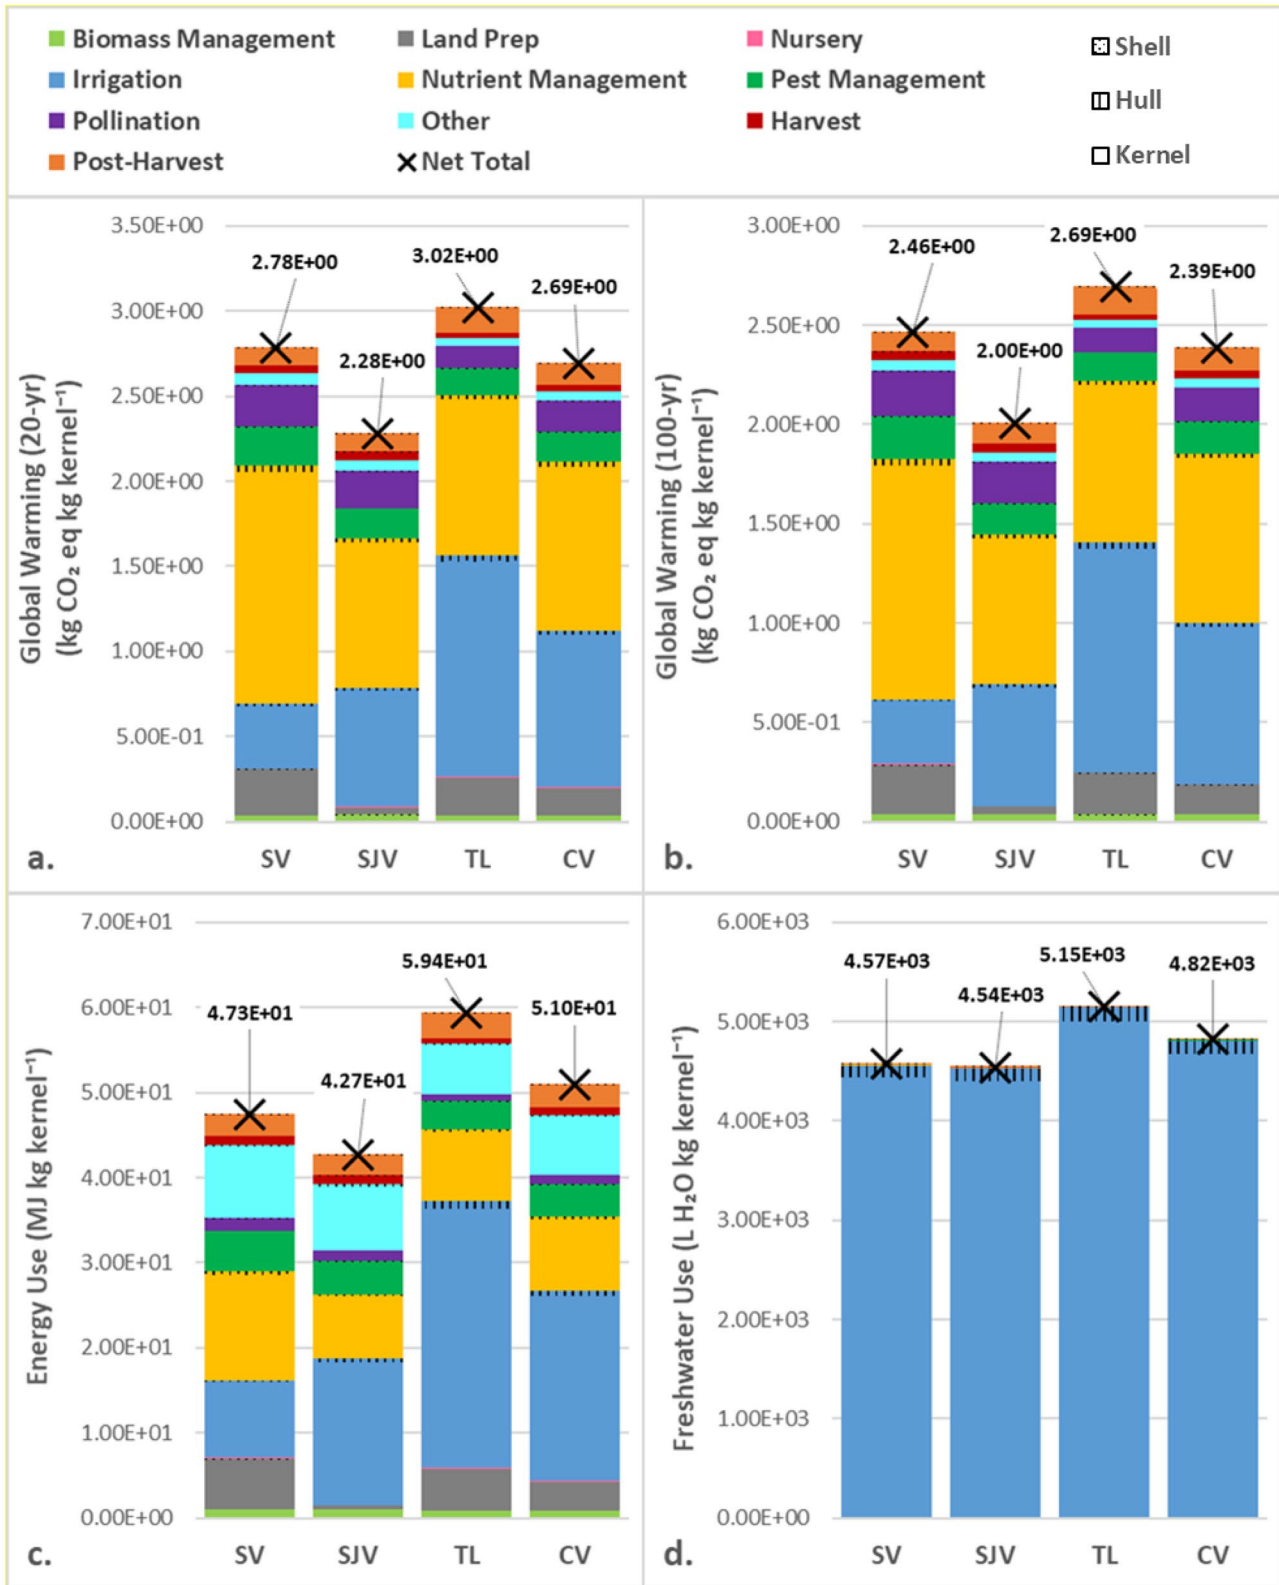 Biomass Management Land Prep Nursery Shell
Irrigation Nutrient Management Pest Management Hull
Pollination Other Harvest
Post-Harvest Net Total Kernel
Global Warming (20-yr)
(kg CO₂ eq kg kernel⁻¹)
3.50E+00
3.00E+00
2.50E+00
2.00E+00
1.50E+00
1.00E+00
5.00E-01
0.00E+00
2.78E+00
2.28E+00
3.02E+00
2.69E+00
a. SV SJV TL CV
Global Warming (100-yr)
(kg CO₂ eq kg kernel⁻¹)
3.00E+00
2.50E+00
2.00E+00
1.50E+00
1.00E+00
5.00E-01
0.00E+00
2.46E+00
2.00E+00
2.69E+00
2.39E+00
b. SV SJV TL CV
Energy Use (MJ kg kernel⁻¹)
7.00E+01
6.00E+01
5.00E+01
4.00E+01
3.00E+01
2.00E+01
1.00E+01
0.00E+00
4.73E+01
4.27E+01
5.94E+01
5.10E+01
c. SV SJV TL CV
Freshwater Use (L H₂O kg kernel⁻¹)
6.00E+03
5.00E+03
4.00E+03
3.00E+03
2.00E+03
1.00E+03
0.00E+00
4.57E+03
4.54E+03
5.15E+03
4.82E+03
d. SV SJV TL CV